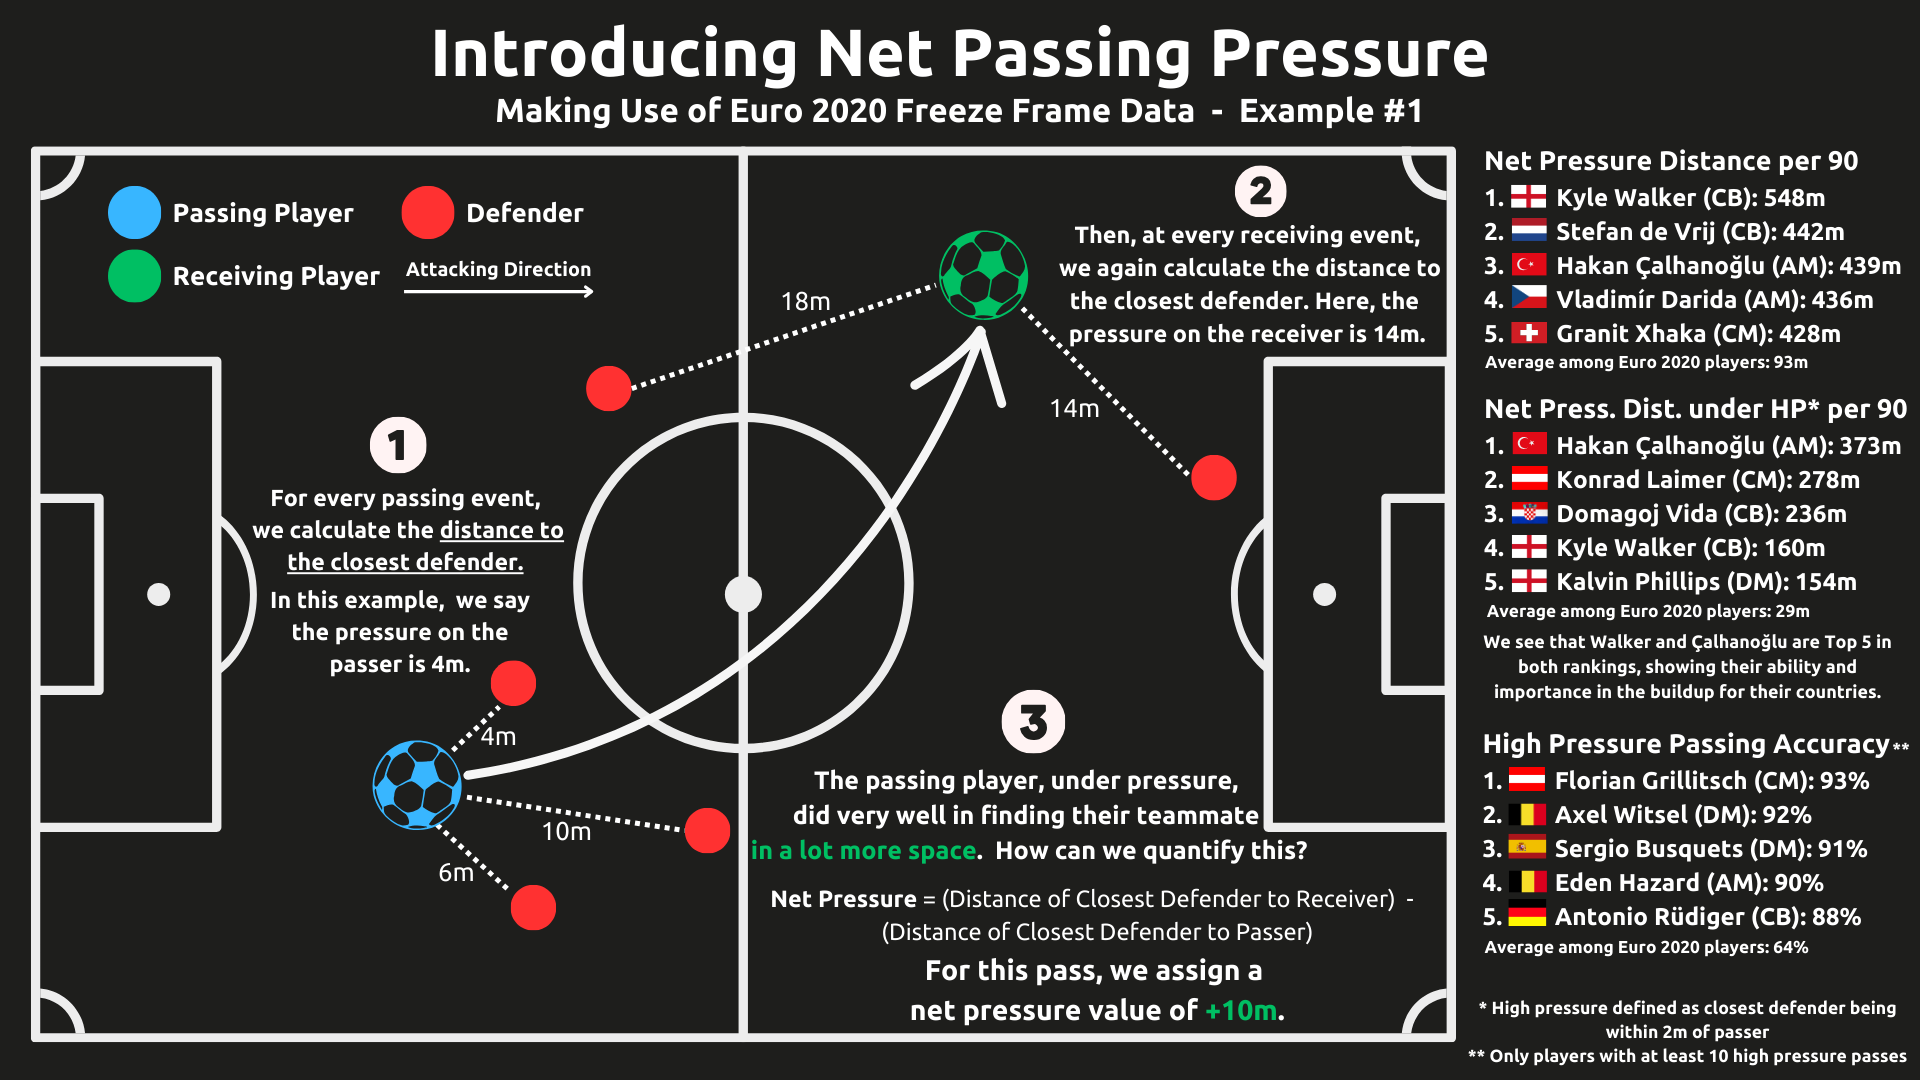 Introducing Net Passing Pressure
Making Use of Euro 2020 Freeze Frame Data - Example #1
Passing Player
Defender
Receiving Player
Attacking Direction
1
For every passing event,
we calculate the distance to
the closest defender.
In this example, we say
the pressure on the
passer is 4m.
4m
10m
6m
18m
14m
2
Then, at every receiving event,
we again calculate the distance to
the closest defender. Here, the
pressure on the receiver is 14m.
3
The passing player, under pressure,
did very well in finding their teammate
in a lot more space. How can we quantify this?
Net Pressure = (Distance of Closest Defender to Receiver) -
(Distance of Closest Defender to Passer)
For this pass, we assign a
net pressure value of +10m.
Net Pressure Distance per 90
1. Kyle Walker (CB): 548m
2. Stefan de Vrij (CB): 442m
3. Hakan Çalhanoğlu (AM): 439m
4. Vladimír Darida (AM): 436m
5. Granit Xhaka (CM): 428m
Average among Euro 2020 players: 93m
Net Press. Dist. under HP* per 90
1. Hakan Çalhanoğlu (AM): 373m
2. Konrad Laimer (CM): 278m
3. Domagoj Vida (CB): 236m
4. Kyle Walker (CB): 160m
5. Kalvin Phillips (DM): 154m
Average among Euro 2020 players: 29m
We see that Walker and Çalhanoğlu are Top 5 in
both rankings, showing their ability and
importance in the buildup for their countries.
High Pressure Passing Accuracy**
1. Florian Grillitsch (CM): 93%
2. Axel Witsel (DM): 92%
3. Sergio Busquets (DM): 91%
4. Eden Hazard (AM): 90%
5. Antonio Rüdiger (CB): 88%
Average among Euro 2020 players: 64%
* High pressure defined as closest defender being
within 2m of passer
** Only players with at least 10 high pressure passes